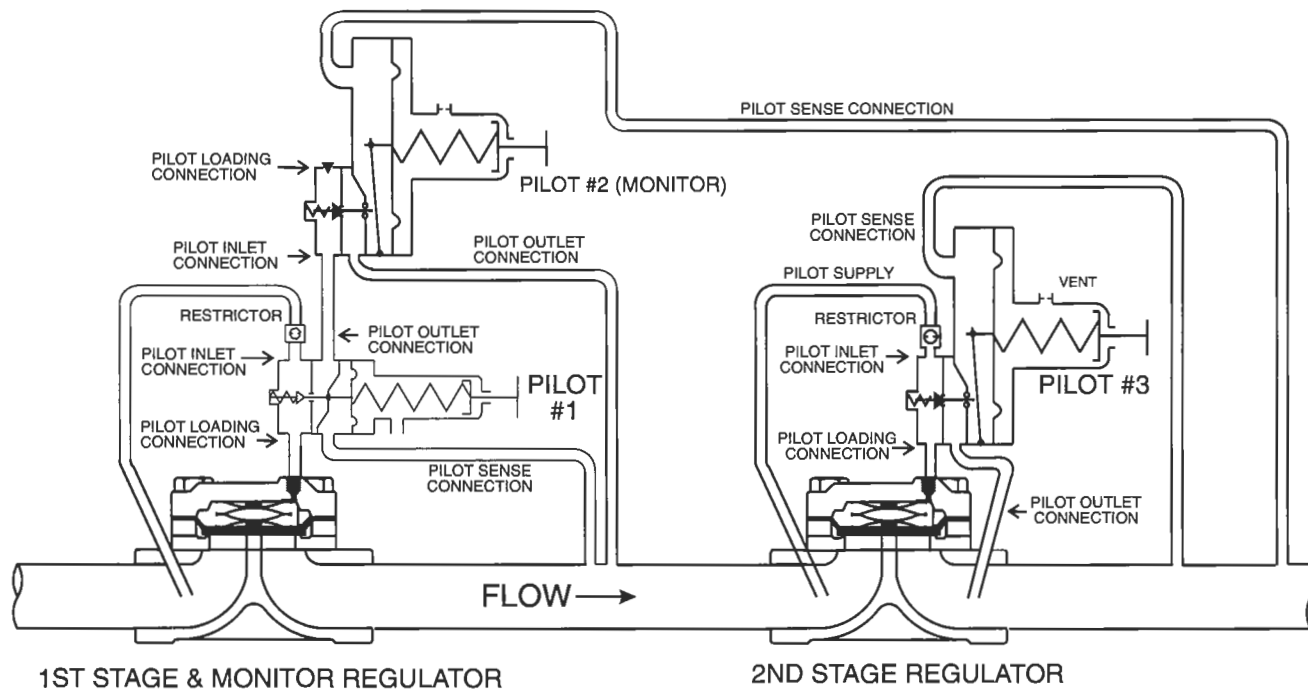 PILOT SENSE CONNECTION
PILOT LOADING
CONNECTION
PILOT #2 (MONITOR)
PILOT INLET
CONNECTION
PILOT OUTLET
CONNECTION
RESTRICTOR
PILOT OUTLET
CONNECTION
PILOT INLET
CONNECTION
PILOT
#1
PILOT LOADING
CONNECTION
PILOT SENSE
CONNECTION
PILOT SENSE
CONNECTION
PILOT SUPPLY
VENT
RESTRICTOR
PILOT INLET
CONNECTION
PILOT #3
PILOT LOADING
CONNECTION
PILOT OUTLET
CONNECTION
FLOW
1ST STAGE & MONITOR REGULATOR
2ND STAGE REGULATOR